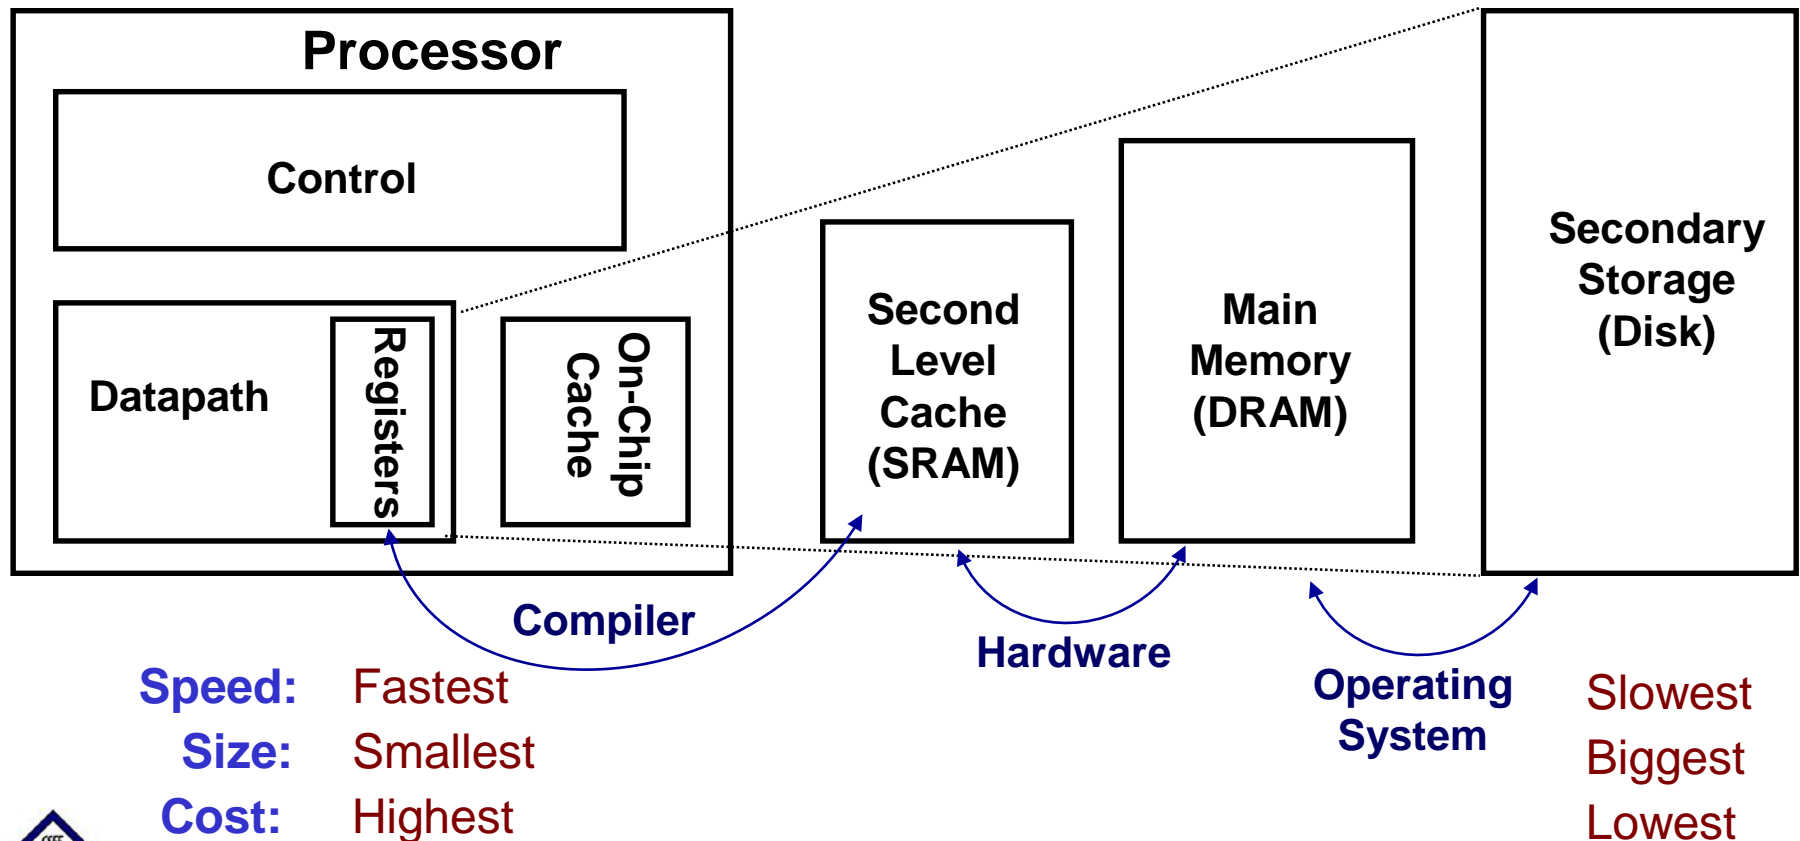 Processor
Control
Datapath
Registers
On-Chip
Cache
Second
Level
Cache
(SRAM)
Main
Memory
(DRAM)
Secondary
Storage
(Disk)
Compiler
Hardware
Operating
System
Speed: Fastest Slowest
Size: Smallest Biggest
Cost: Highest Lowest